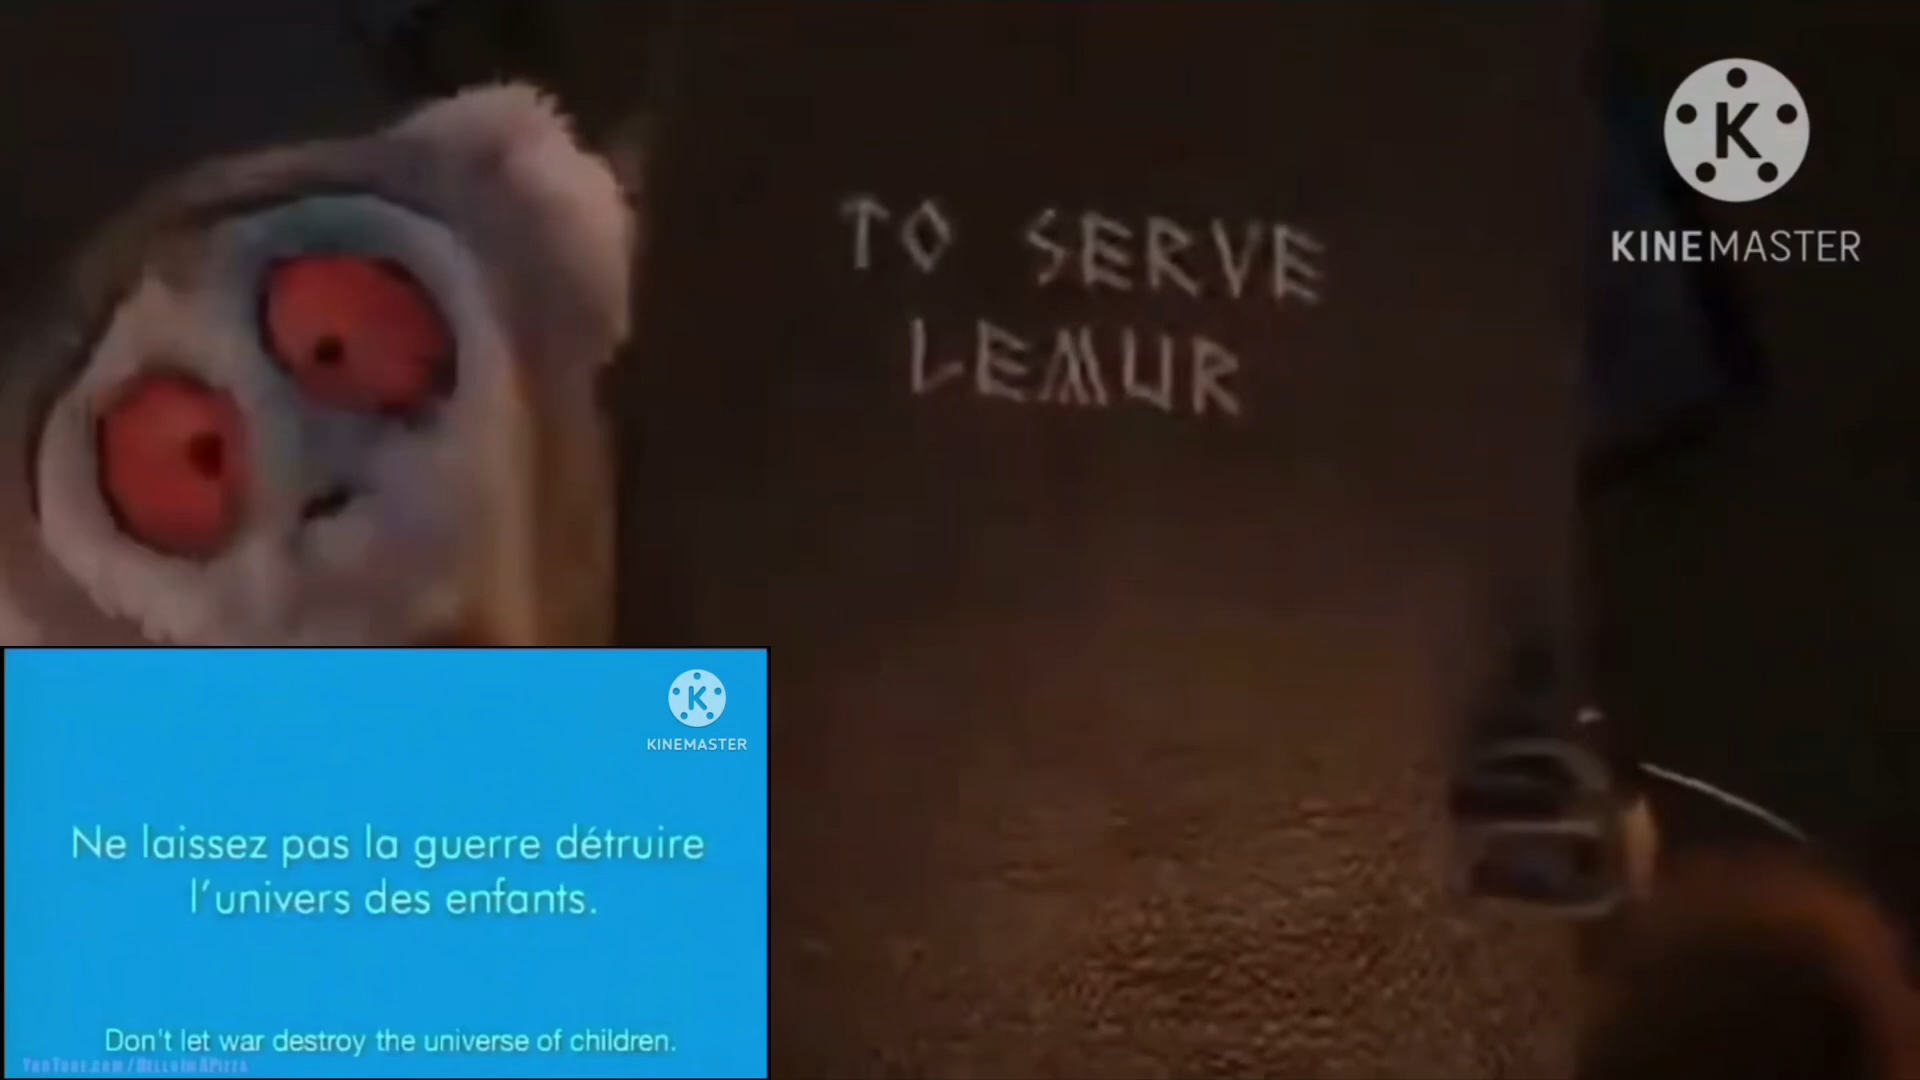 TO SERVE
LEMUR
K
KINEMASTER
K
KINEMASTER
Ne laissez pas la guerre détruire
l'univers des enfants.
Don't let war destroy the universe of children.